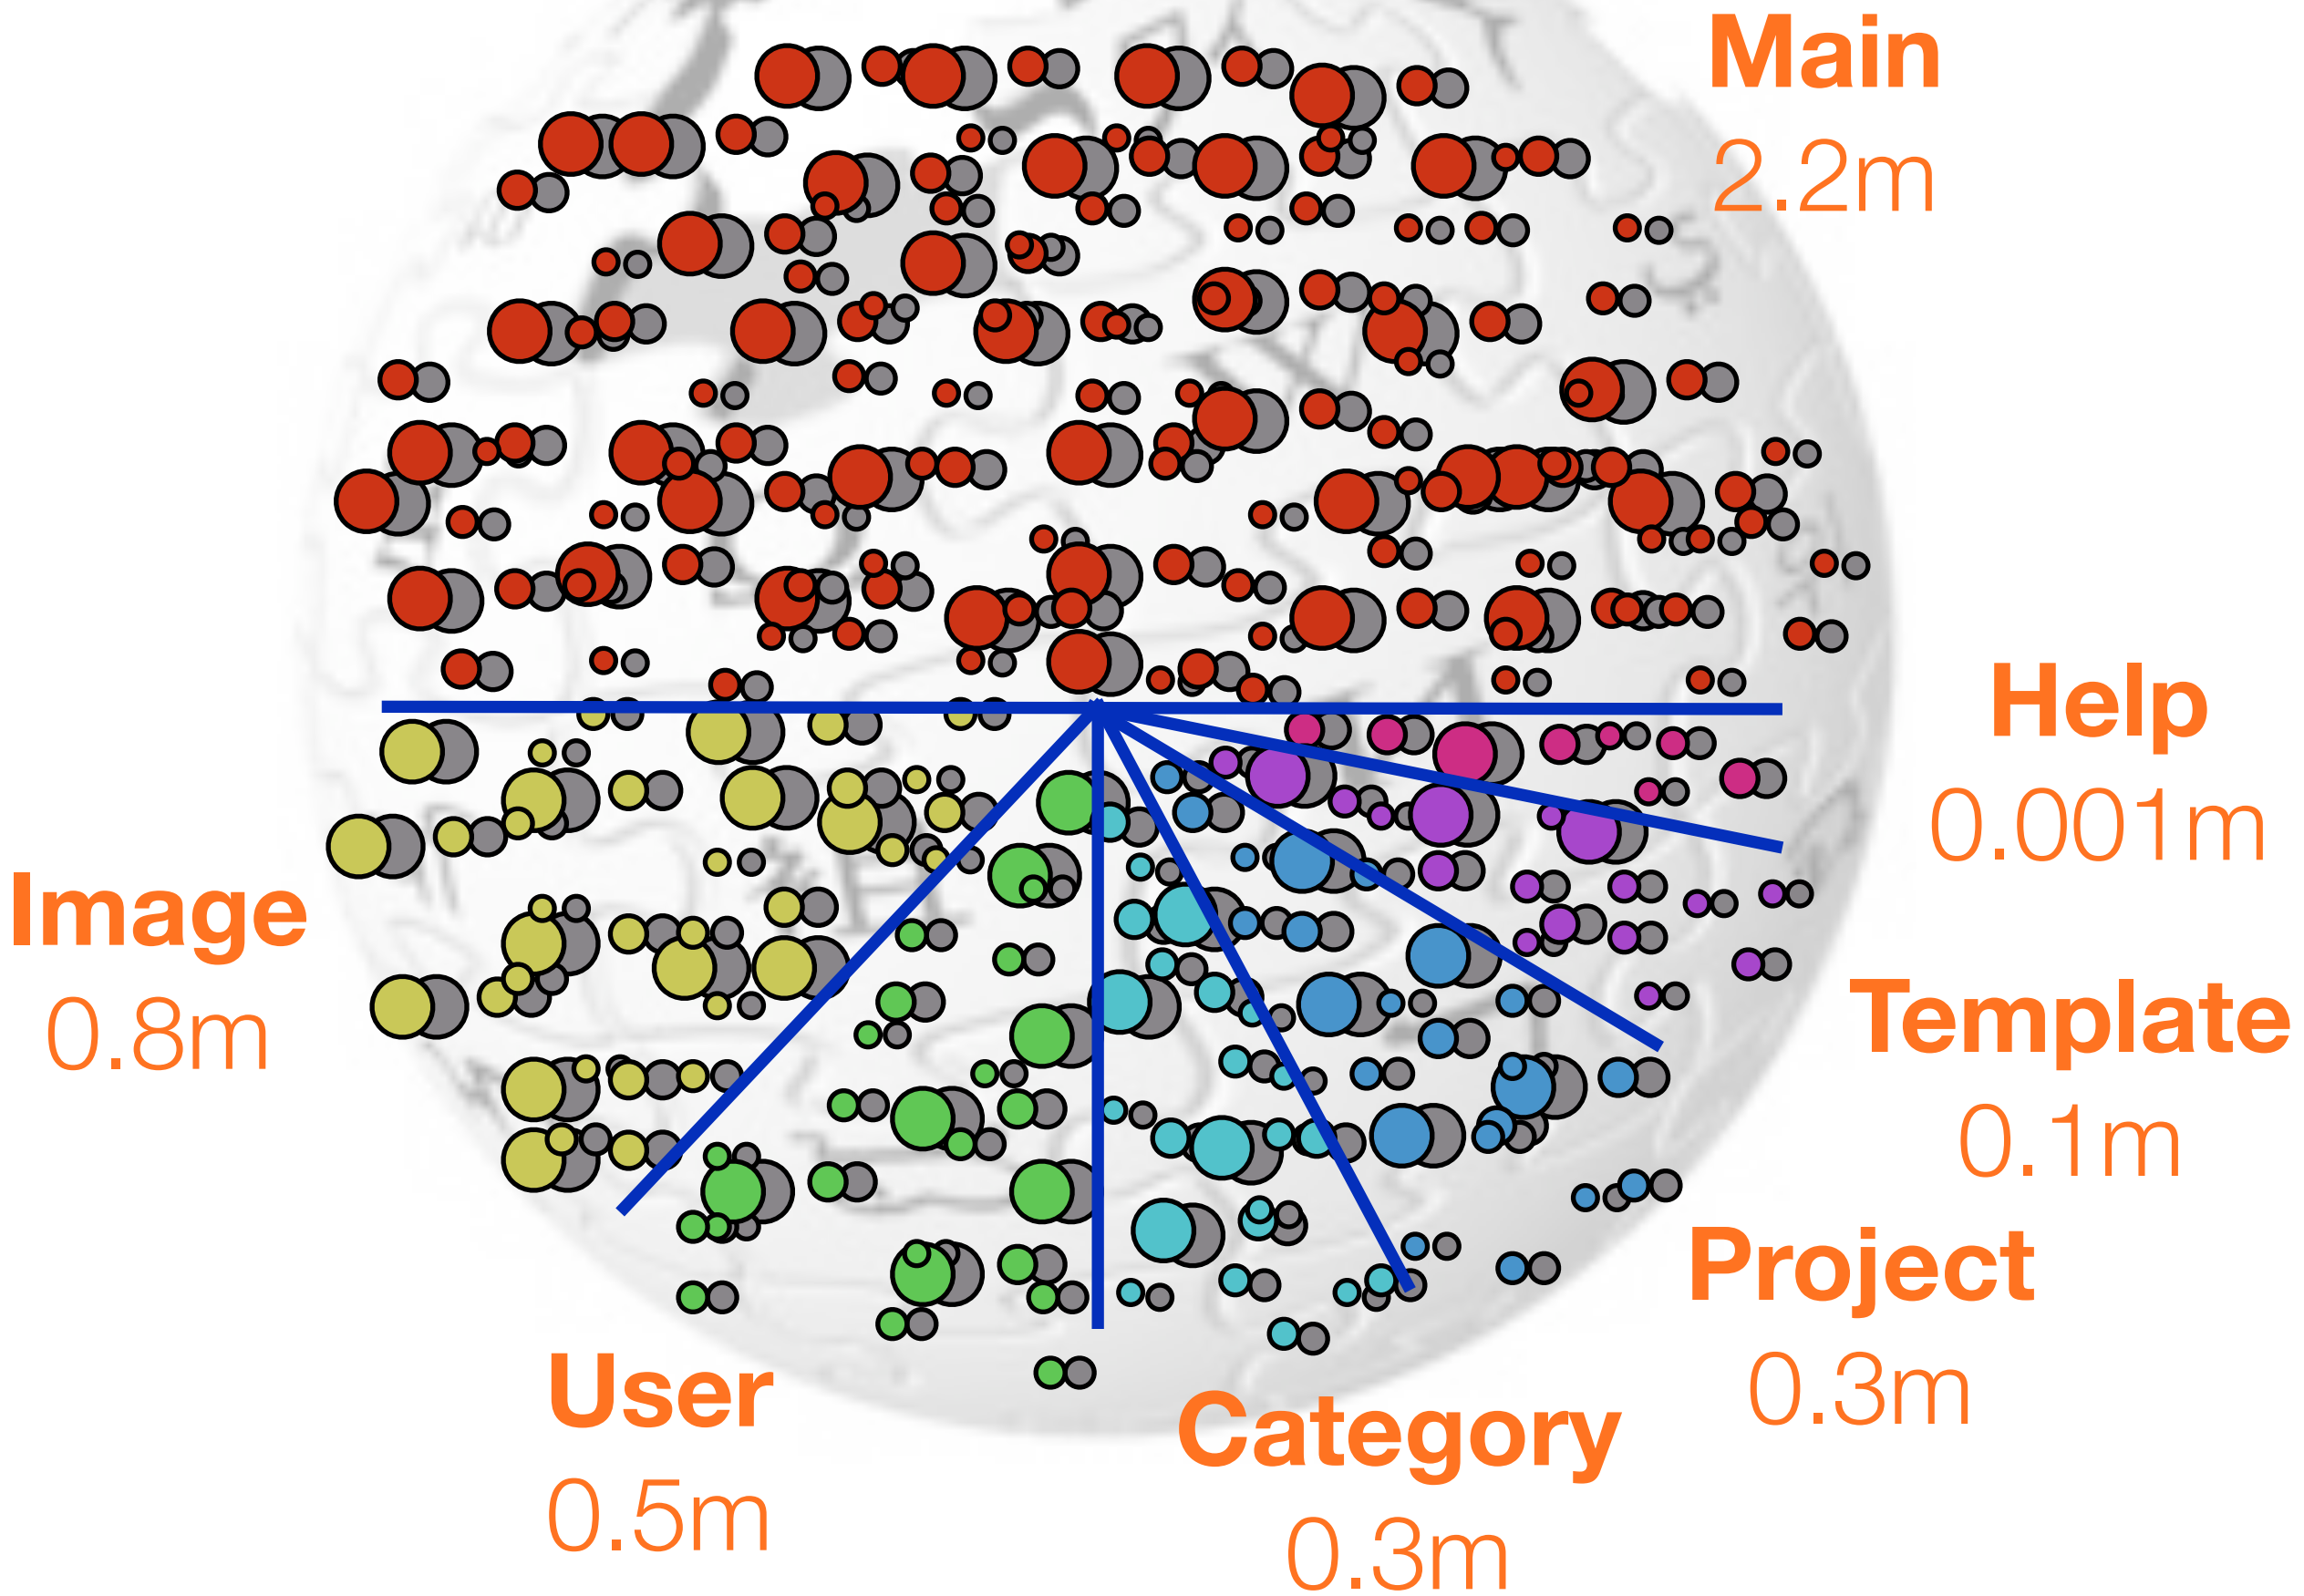 Main
2.2m
Help
0.001m
Image
0.8m
Template
0.1m
Project
0.3m
User
0.5m
Category
0.3m
W